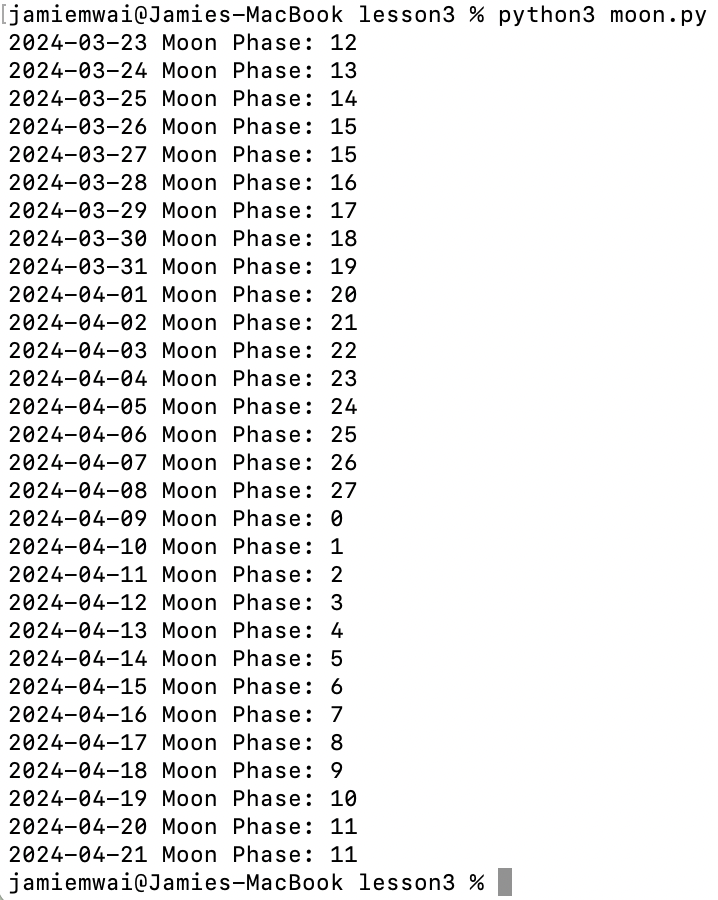 [jamiemwai@Jamies-MacBook lesson3 % python3 moon.py
2024-03-23 Moon Phase: 12
2024-03-24 Moon Phase: 13
2024-03-25 Moon Phase: 14
2024-03-26 Moon Phase: 15
2024-03-27 Moon Phase: 15
2024-03-28 Moon Phase: 16
2024-03-29 Moon Phase: 17
2024-03-30 Moon Phase: 18
2024-03-31 Moon Phase: 19
2024-04-01 Moon Phase: 20
2024-04-02 Moon Phase: 21
2024-04-03 Moon Phase: 22
2024-04-04 Moon Phase: 23
2024-04-05 Moon Phase: 24
2024-04-06 Moon Phase: 25
2024-04-07 Moon Phase: 26
2024-04-08 Moon Phase: 27
2024-04-09 Moon Phase: 0
2024-04-10 Moon Phase: 1
2024-04-11 Moon Phase: 2
2024-04-12 Moon Phase: 3
2024-04-13 Moon Phase: 4
2024-04-14 Moon Phase: 5
2024-04-15 Moon Phase: 6
2024-04-16 Moon Phase: 7
2024-04-17 Moon Phase: 8
2024-04-18 Moon Phase: 9
2024-04-19 Moon Phase: 10
2024-04-20 Moon Phase: 11
2024-04-21 Moon Phase: 11
jamiemwai@Jamies-MacBook lesson3 %